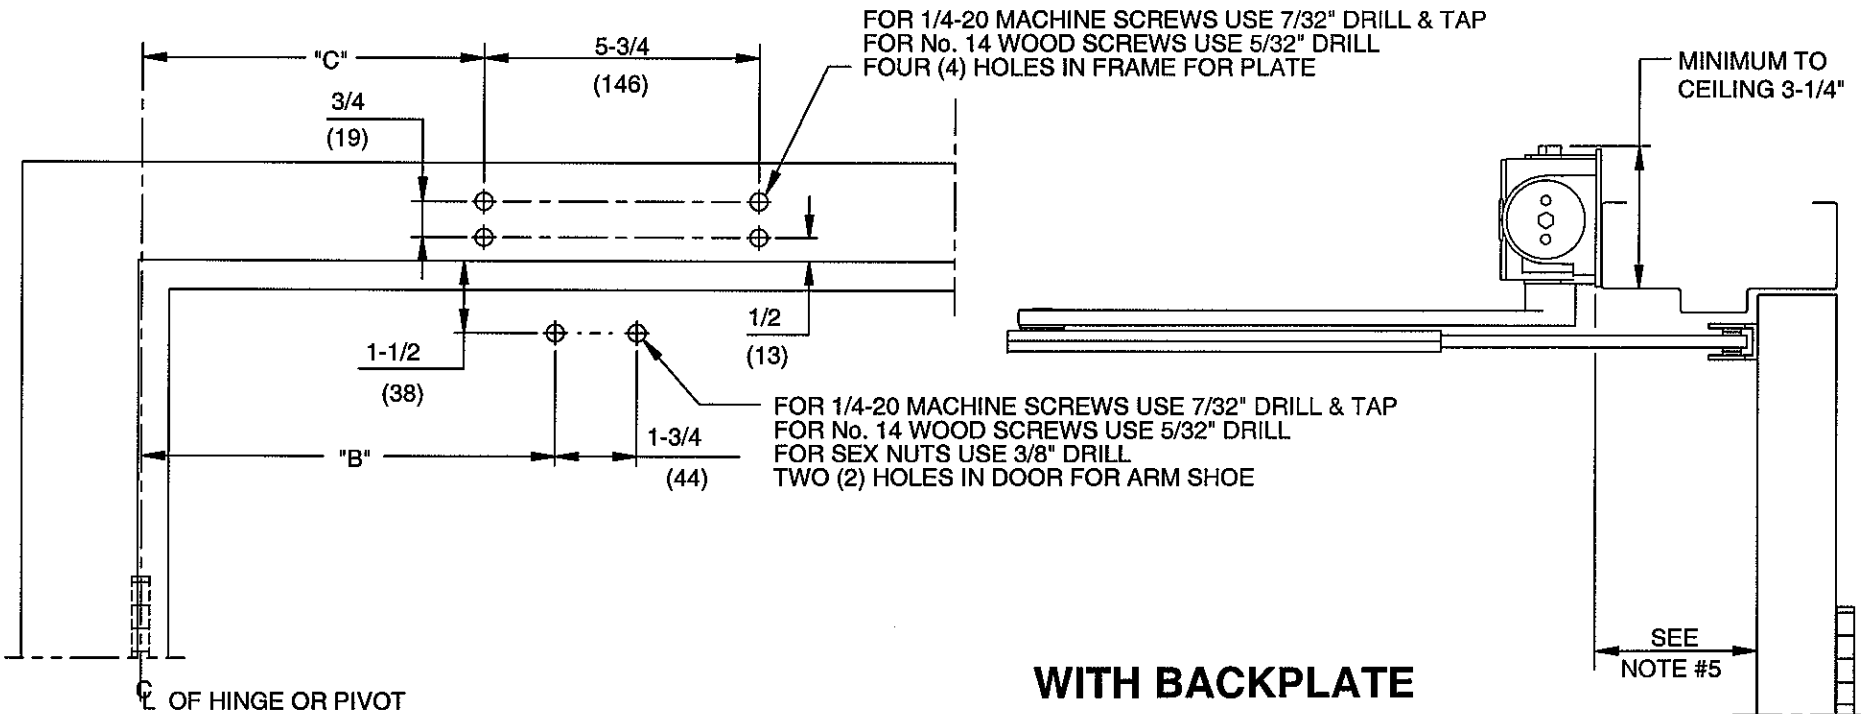 FOR 1/4-20 MACHINE SCREWS USE 7/32" DRILL & TAP
FOR No. 14 WOOD SCREWS USE 5/32" DRILL
FOUR (4) HOLES IN FRAME FOR PLATE
"C"
5-3/4
(146)
3/4
(19)
MINIMUM TO
CEILING 3-1/4"
1/2
(13)
1-1/2
(38)
FOR 1/4-20 MACHINE SCREWS USE 7/32" DRILL & TAP
FOR No. 14 WOOD SCREWS USE 5/32" DRILL
FOR SEX NUTS USE 3/8" DRILL
TWO (2) HOLES IN DOOR FOR ARM SHOE
"B"
1-3/4
(44)
SEE
NOTE #5
WITH BACKPLATE
CL OF HINGE OR PIVOT